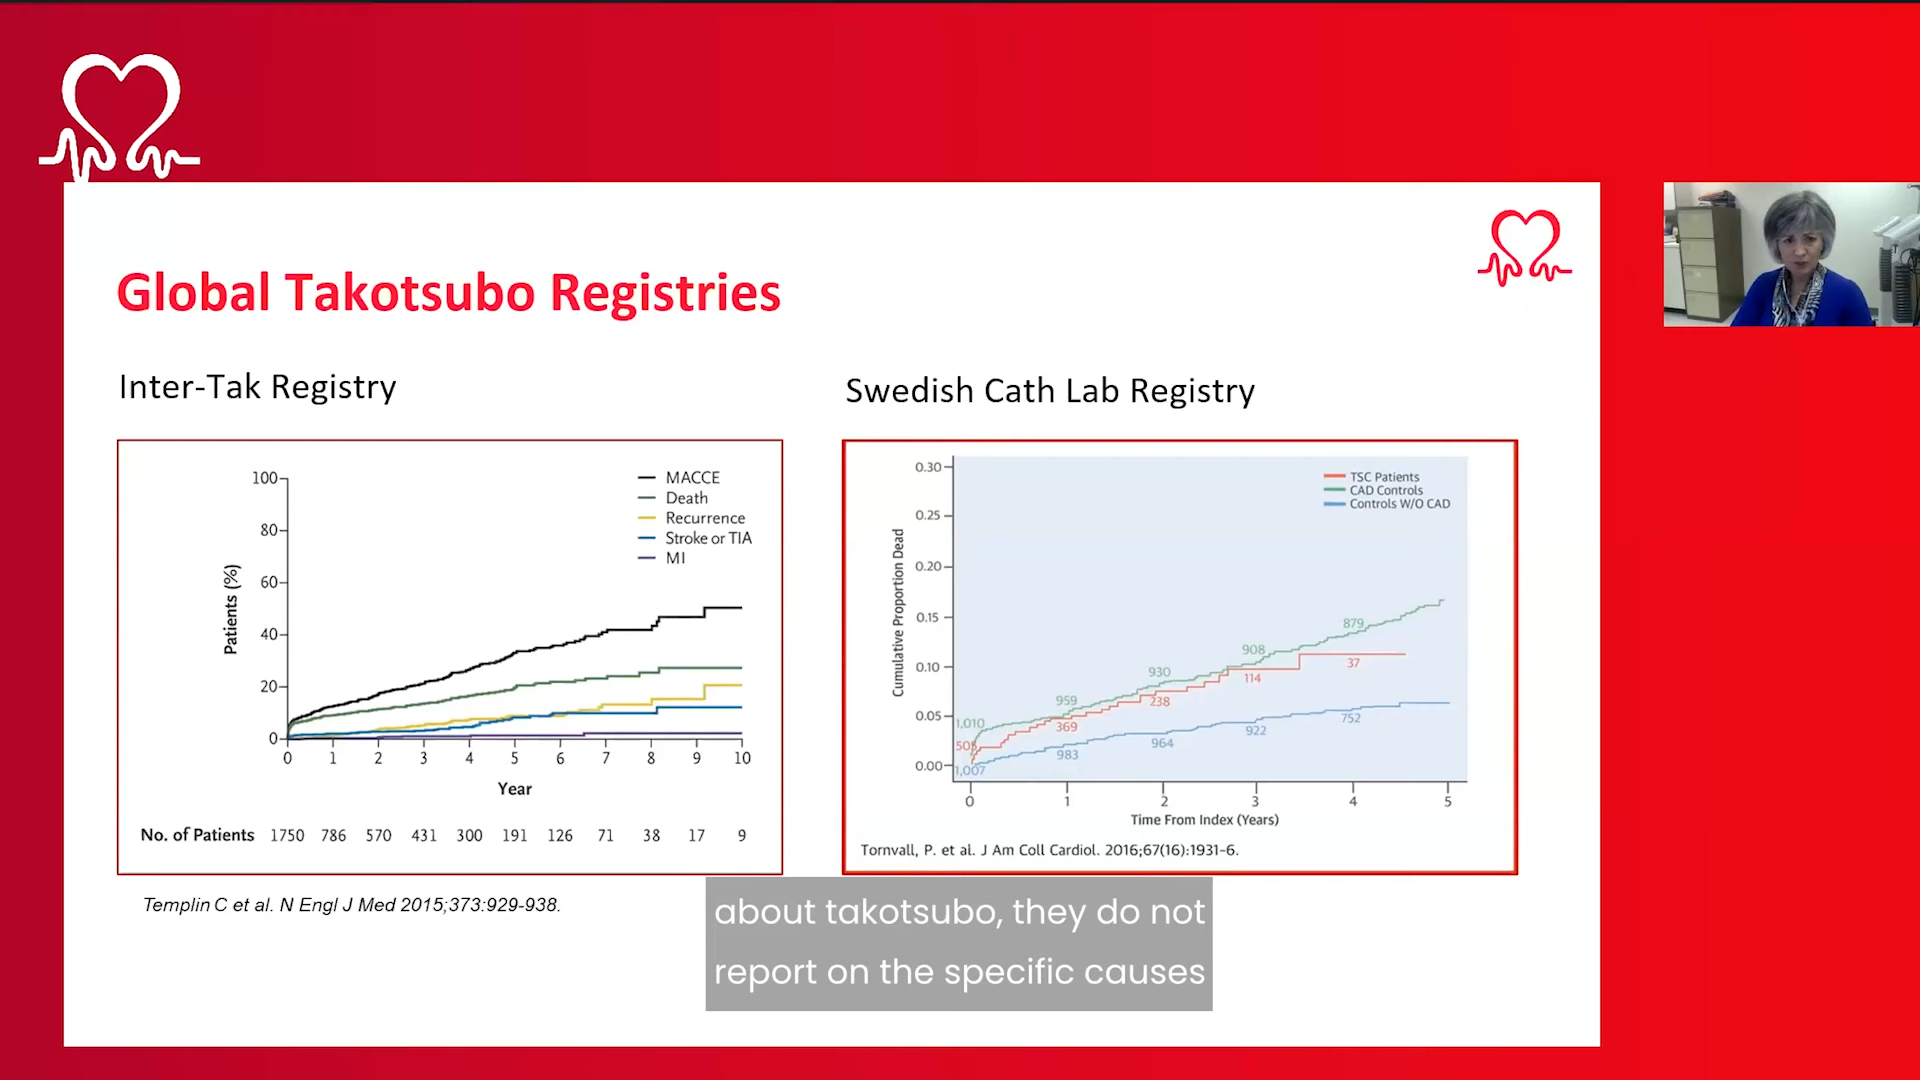 Global Takotsubo Registries
Inter-Tak Registry
100
80
60
40
20
0
Patients (%)
MACCE
Death
Recurrence
Stroke or TIA
MI
0 1 2 3 4 5 6 7 8 9 10
Year
No. of Patients 1750 786 570 431 300 191 126 71 38 17 9
Templin C et al. N Engl J Med 2015;373:929-938.
Swedish Cath Lab Registry
0.30
0.25
0.20
0.15
0.10
0.05
0.00
Cumulative Proportion Dead
TSC Patients
CAD Controls
Controls W/O CAD
1,010 959 930 908 879
505 369 238 114 37
1,007 983 964 922 752
0 1 2 3 4 5
Time From Index (Years)
Tornvall, P. et al. J Am Coll Cardiol. 2016;67(16):1931-6.
about takotsubo, they do not
report on the specific causes